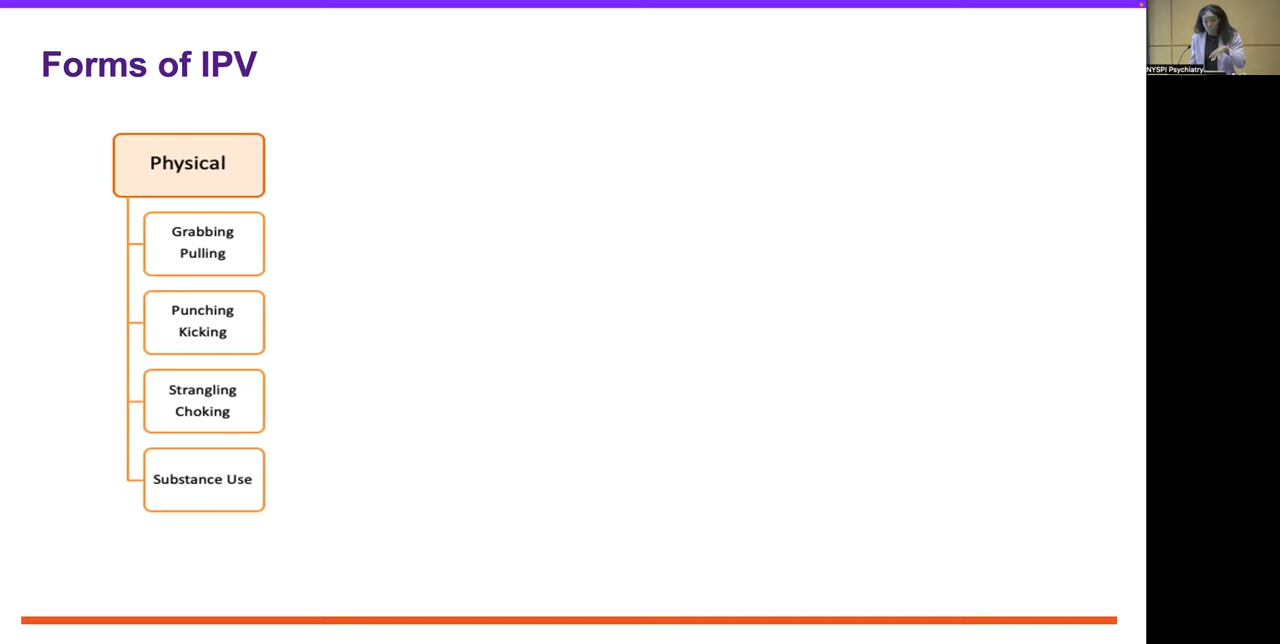 Forms of IPV
Physical
Grabbing
Pulling
Punching
Kicking
Strangling
Choking
Substance Use
NYSPI Psychiatry